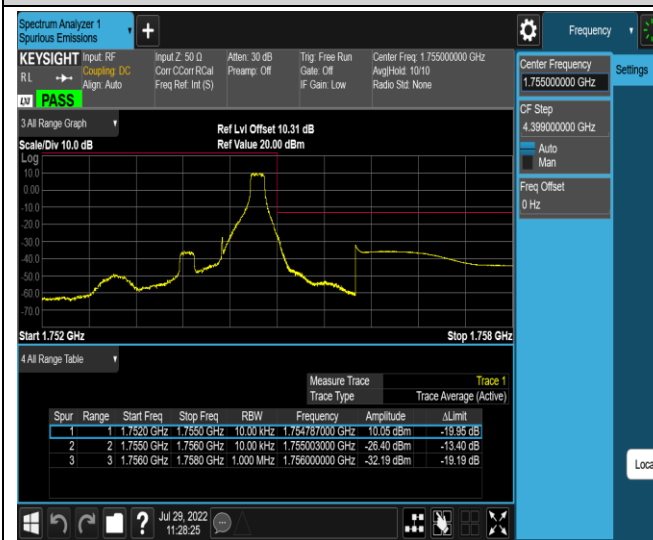 Spectrum Analyzer 1
Spurious Emissions
+
Frequency
KEYSIGHT Input: RF Input Z: 50 Ω Atten: 30 dB Trig: Free Run Center Freq: 1.755000000 GHz
RL Coupling: DC Corr CCorr RCal Preamp: Off Gate: Off Avg|Hold: 10/10
Align: Auto Freq Ref: Int (S) IF Gain: Low Radio Std: None
LXI PASS
Center Frequency
1.755000000 GHz
Settings
CF Step
4.399000000 GHz
Auto
Man
Freq Offset
0 Hz
3 All Range Graph
Ref Lvl Offset 10.31 dB
Scale/Div 10.0 dB Ref Value 20.00 dBm
Log
10.0
0.00
-10.0
-20.0
-30.0
-40.0
-50.0
-60.0
-70.0
Start 1.752 GHz Stop 1.758 GHz
4 All Range Table
Measure Trace Trace 1
Trace Type Trace Average (Active)
Spur Range Start Freq Stop Freq RBW Frequency Amplitude ΔLimit
1 1 1.7520 GHz 1.7550 GHz 10.00 kHz 1.754787000 GHz 10.05 dBm -19.95 dB
2 2 1.7550 GHz 1.7560 GHz 10.00 kHz 1.755003000 GHz -26.40 dBm -13.40 dB
3 3 1.7560 GHz 1.7580 GHz 1.000 MHz 1.756000000 GHz -32.19 dBm -19.19 dB
Loca
? Jul 29, 2022
11:28:25